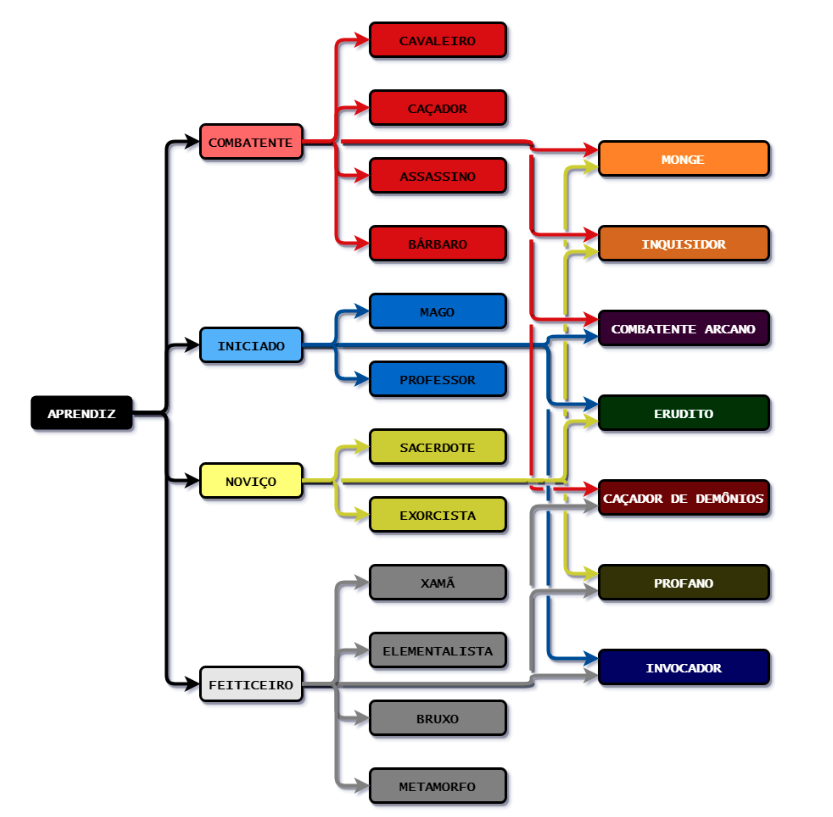 APRENDIZ
COMBATENTE
INICIADO
NOVIÇO
FEITICEIRO
CAVALEIRO
CAÇADOR
ASSASSINO
BÁRBARO
MAGO
PROFESSOR
SACERDOTE
EXORCISTA
XAMÃ
ELEMENTALISTA
BRUXO
METAMORFO
MONGE
INQUISIDOR
COMBATENTE ARCANO
ERUDITO
CAÇADOR DE DEMÔNIOS
PROFANO
INVOCADOR